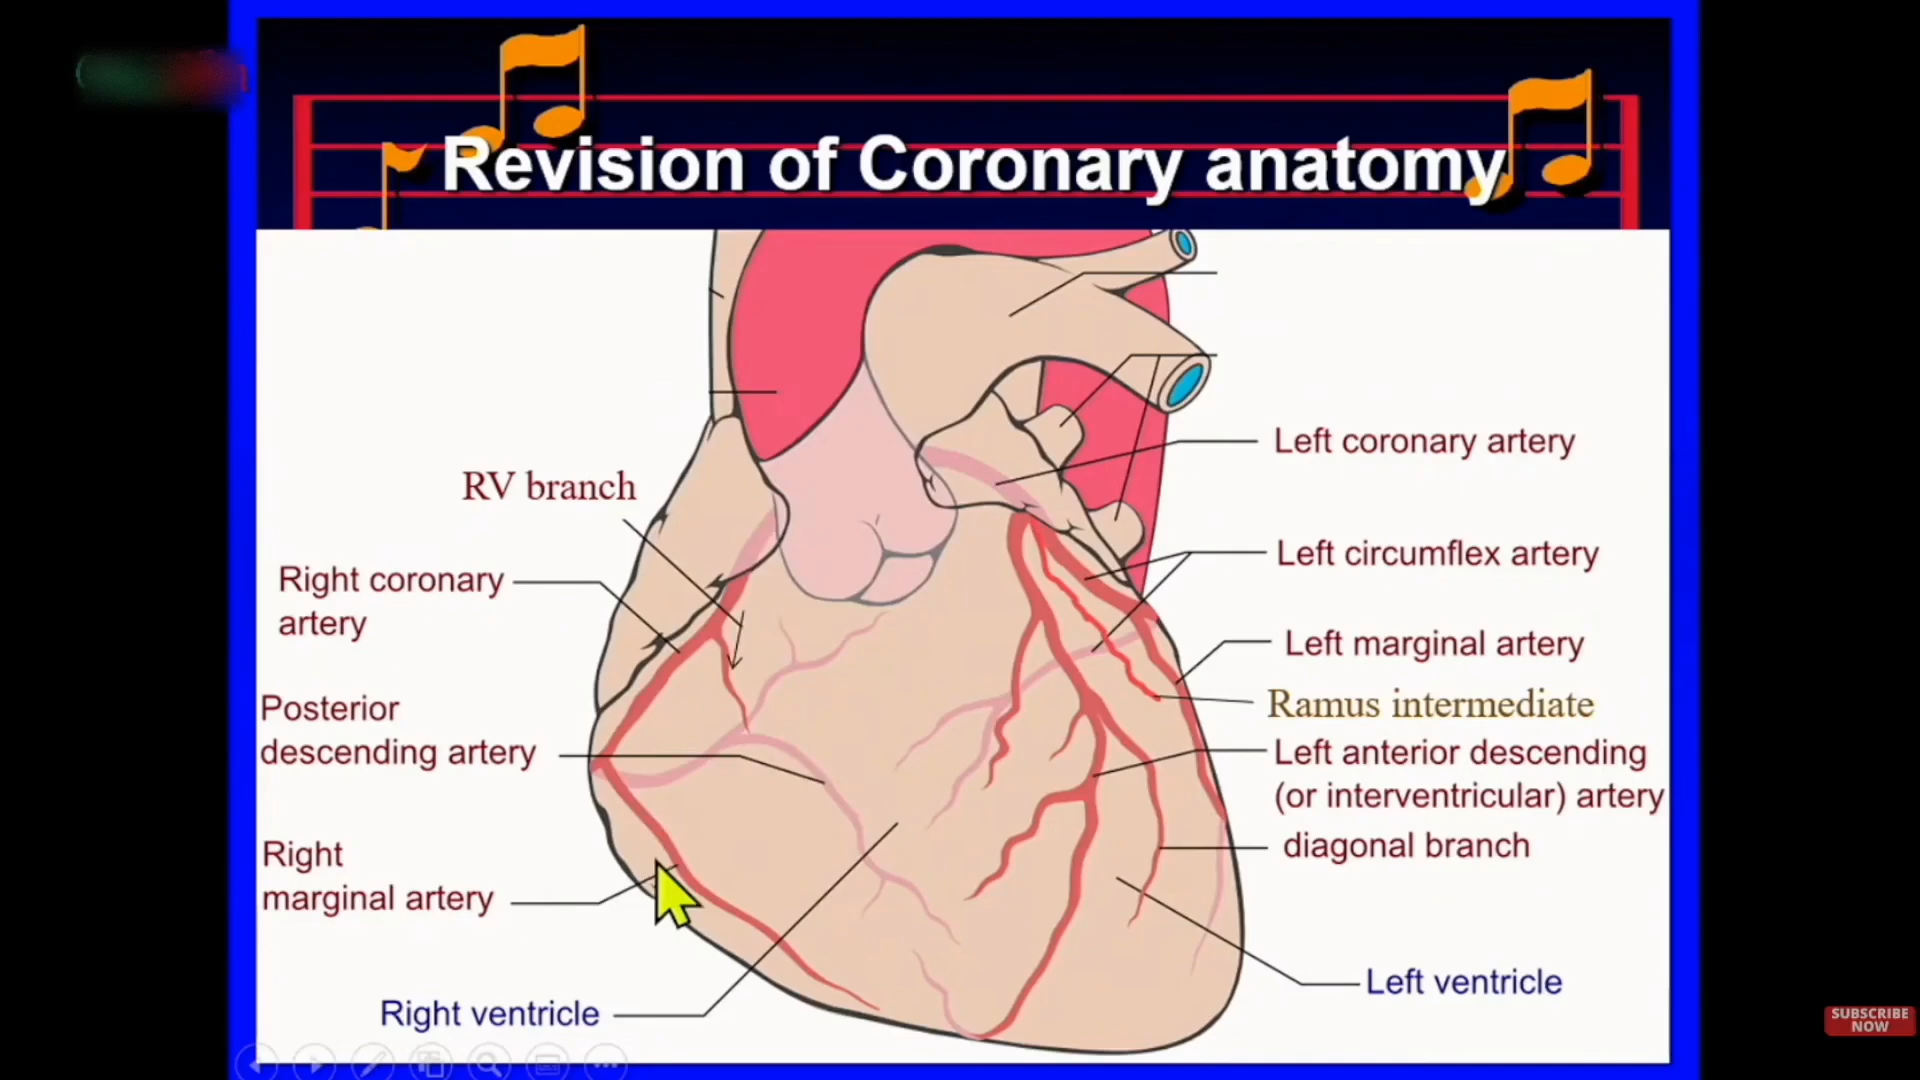 Revision of Coronary anatomy
RV branch
Right coronary
artery
Posterior
descending artery
Right
marginal artery
Right ventricle
Left coronary artery
Left circumflex artery
Left marginal artery
Ramus intermediate
Left anterior descending
(or interventricular) artery
diagonal branch
Left ventricle
SUBSCRIBE
NOW